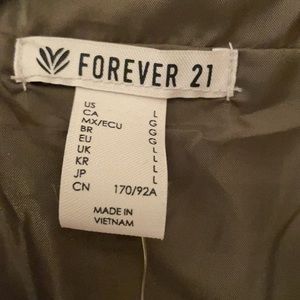 FOREVER 21
US L
CA G
MX/ECU G
BR G
EU L
UK L
KR L
JP L
CN 170/92A
MADE IN
VIETNAM